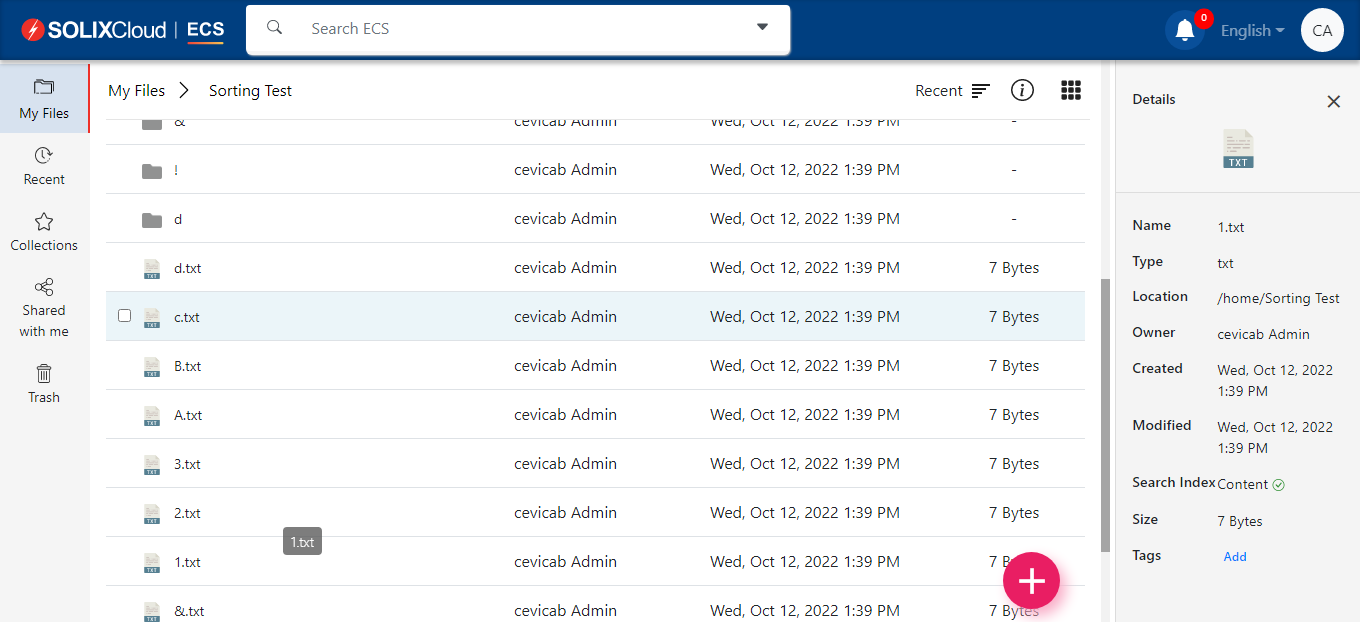 SOLIXCloud | ECS
Search ECS
0
English
CA
My Files
Recent
Collections
Shared
with me
Trash
My Files
Sorting Test
Recent
& cevicab Admin Wed, Oct 12, 2022 1:39 PM -
! cevicab Admin Wed, Oct 12, 2022 1:39 PM -
d cevicab Admin Wed, Oct 12, 2022 1:39 PM -
TXT d.txt cevicab Admin Wed, Oct 12, 2022 1:39 PM 7 Bytes
TXT c.txt cevicab Admin Wed, Oct 12, 2022 1:39 PM 7 Bytes
TXT B.txt cevicab Admin Wed, Oct 12, 2022 1:39 PM 7 Bytes
TXT A.txt cevicab Admin Wed, Oct 12, 2022 1:39 PM 7 Bytes
TXT 3.txt cevicab Admin Wed, Oct 12, 2022 1:39 PM 7 Bytes
TXT 2.txt cevicab Admin Wed, Oct 12, 2022 1:39 PM 7 Bytes
1.txt
TXT 1.txt cevicab Admin Wed, Oct 12, 2022 1:39 PM 7
TXT &.txt cevicab Admin Wed, Oct 12, 2022 1:39 PM 7 Bytes
Details
TXT
Name 1.txt
Type txt
Location /home/Sorting Test
Owner cevicab Admin
Created Wed, Oct 12, 2022
1:39 PM
Modified Wed, Oct 12, 2022
1:39 PM
Search Index Content
Size 7 Bytes
Tags Add